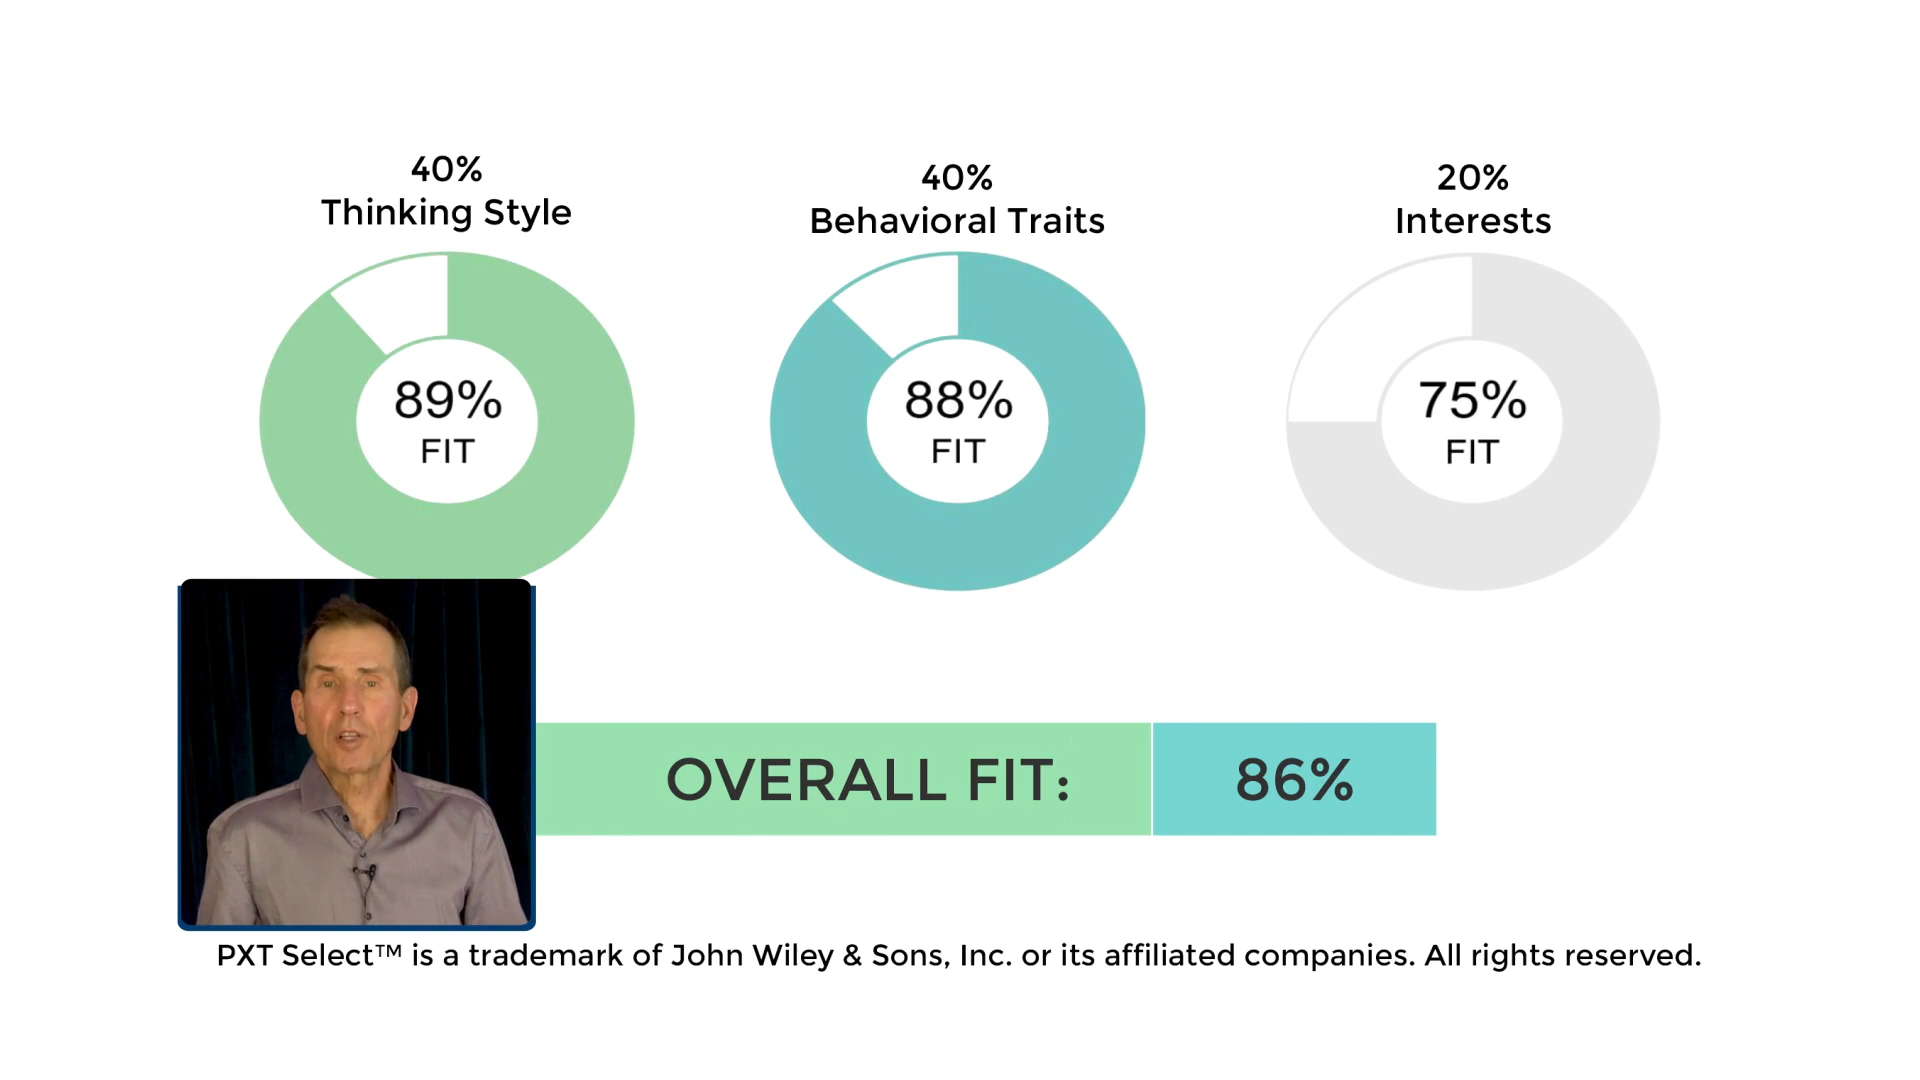 40%
Thinking Style
40%
Behavioral Traits
20%
Interests
89%
FIT
88%
FIT
75%
FIT
OVERALL FIT: 86%
PXT Select™ is a trademark of John Wiley & Sons, Inc. or its affiliated companies. All rights reserved.